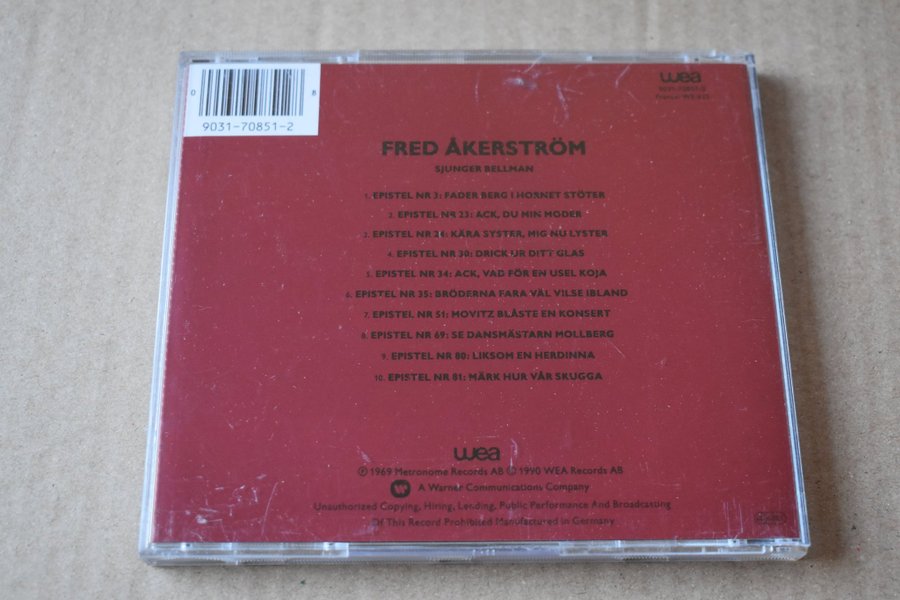 0 8
9031-70851-2
wea
9031-70851-2
France: WE 835
FRED ÅKERSTRÖM
SJUNGER BELLMAN
1. EPISTEL NR 3: FADER BERG I HORNET STÖTER
2. EPISTEL NR 23: ACK, DU MIN MODER
3. EPISTEL NR 24: KÄRA SYSTER, MIG NU LYSTER
4. EPISTEL NR 30: DRICK UR DITT GLAS
5. EPISTEL NR 34: ACK, VAD FÖR EN USEL KOJA
6. EPISTEL NR 35: BRÖDERNA FARA VÄL VILSE IBLAND
7. EPISTEL NR 51: MOVITZ BLÅSTE EN KONSERT
8. EPISTEL NR 69: SE DANSMÄSTARN MOLLBERG
9. EPISTEL NR 80: LIKSOM EN HERDINNA
10. EPISTEL NR 81: MÄRK HUR VÅR SKUGGA
wea
℗ 1969 Metronome Records AB © 1990 WEA Records AB
A Warner Communications Company
Unauthorized Copying, Hiring, Lending, Public Performance And Broadcasting
Of This Record Prohibited Manufactured in Germany